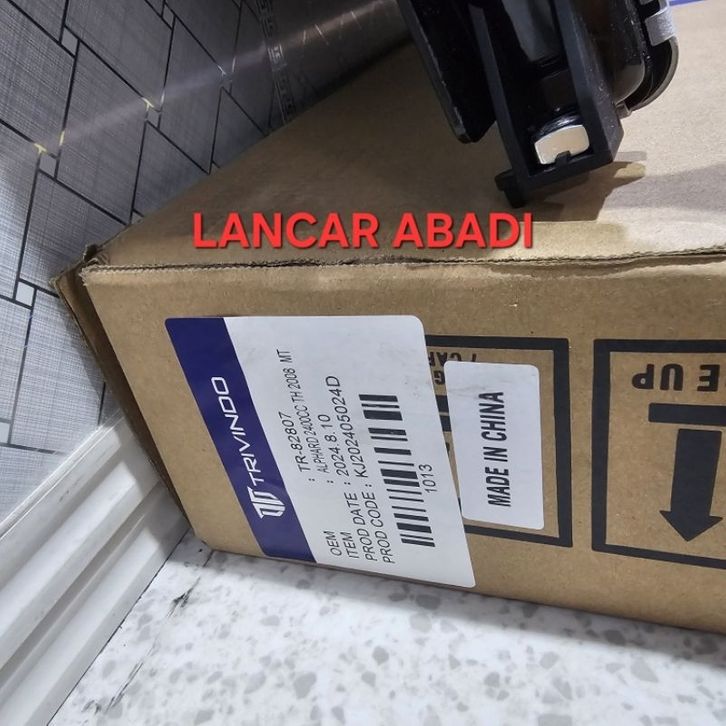 LANCAR ABADI
TRIVINDO
OEM : TR-82807
ITEM : ALPHARD 2400CC TH 2008 MT
PROD DATE : 2024.8.10
PROD CODE : KJ202405024D
1013
MADE IN CHINA
E UP